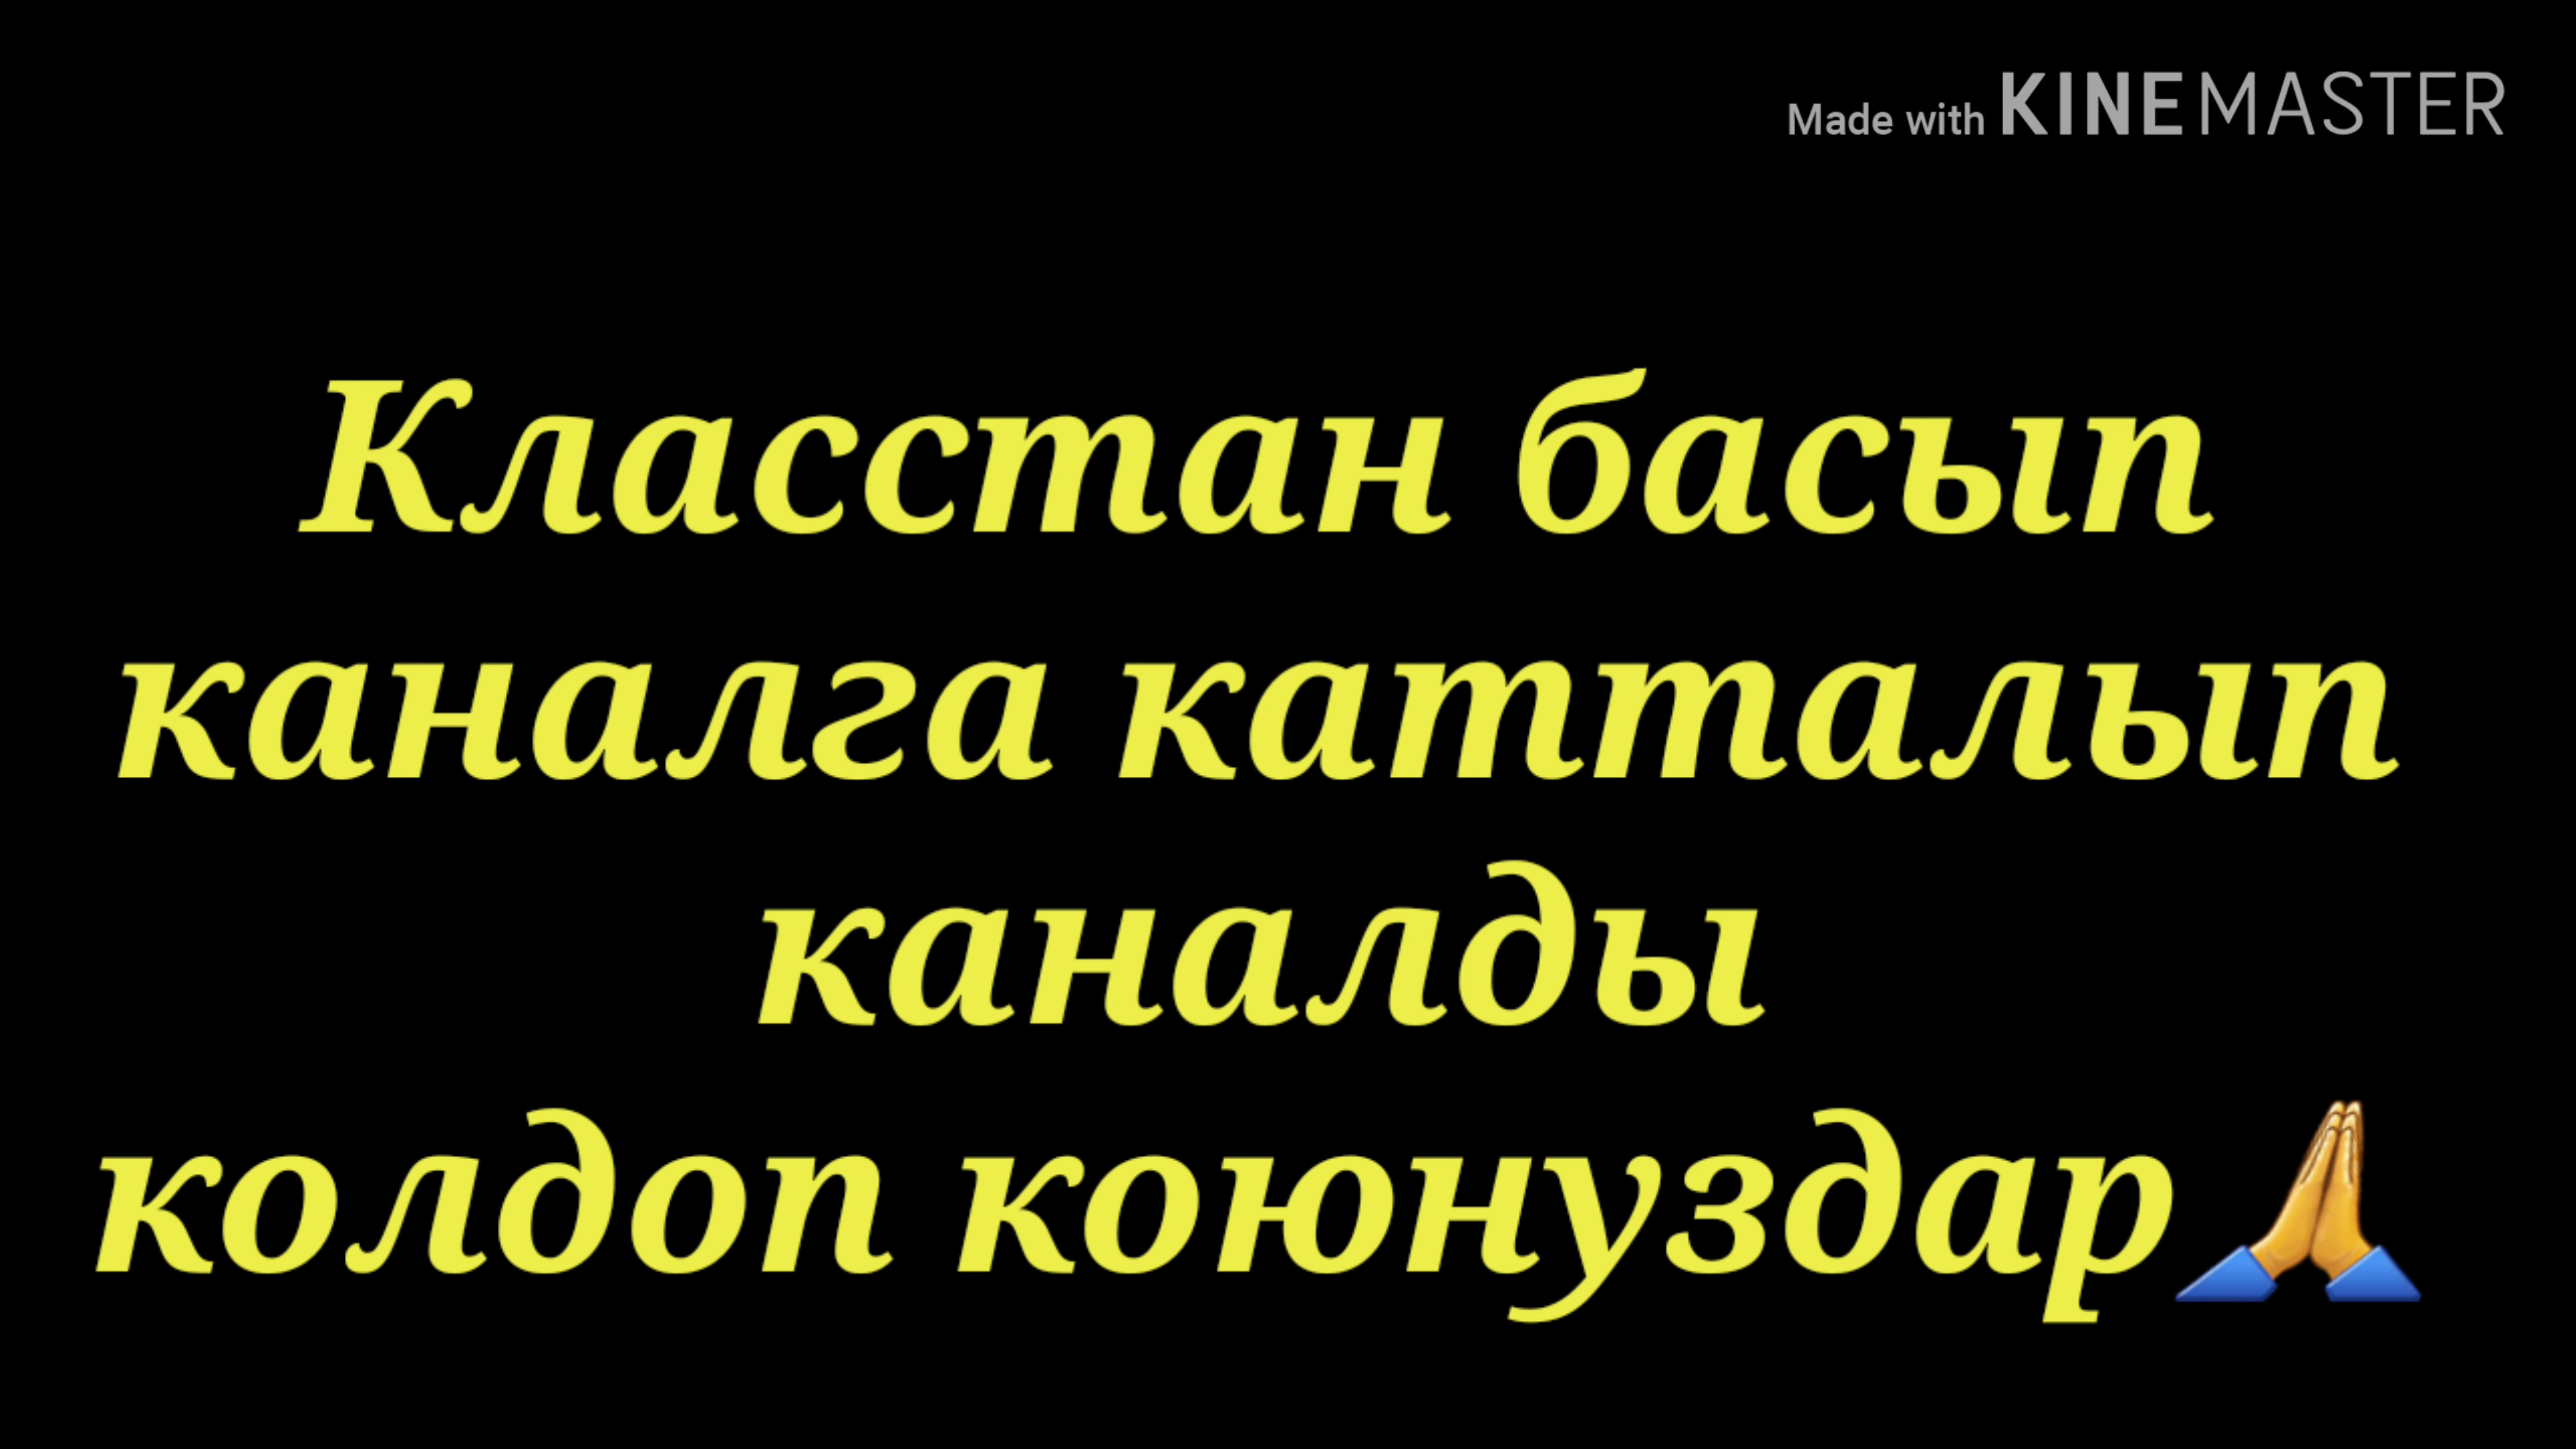 Made with KINEMASTER
Класстан басып
каналга катталып
каналды
колдоп коюнуздар🙏